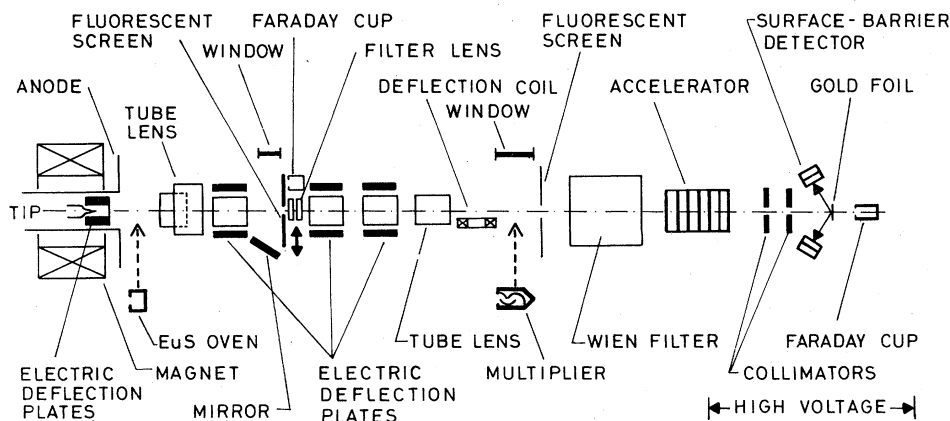 FLUORESCENT
SCREEN
FARADAY CUP
WINDOW
FILTER LENS
FLUORESCENT
SCREEN
SURFACE-BARRIER
DETECTOR
ANODE
TUBE
LENS
DEFLECTION COIL
WINDOW
ACCELERATOR
GOLD FOIL
TIP
EuS OVEN
TUBE LENS
WIEN FILTER
FARADAY CUP
ELECTRIC
DEFLECTION
PLATES
MAGNET
MIRROR
ELECTRIC
DEFLECTION
PLATES
MULTIPLIER
COLLIMATORS
HIGH VOLTAGE